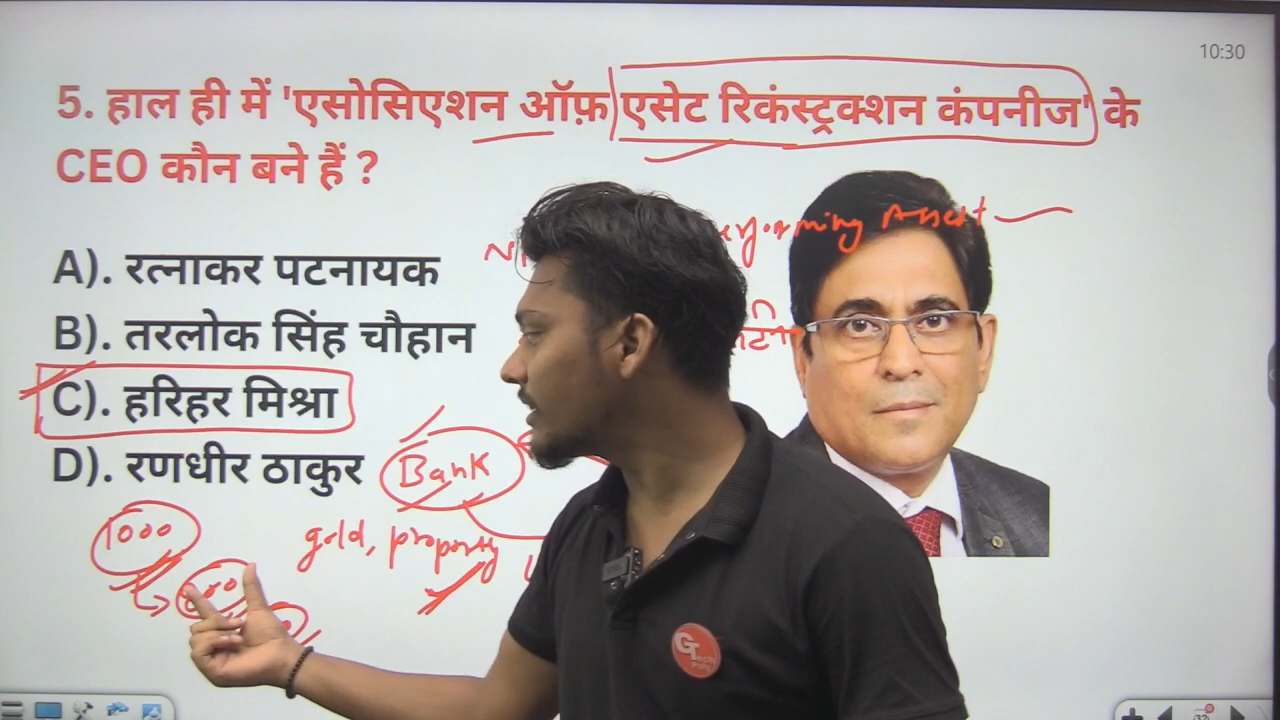 10:30
5. हाल ही में 'एसोसिएशन ऑफ़ एसेट रिकंस्ट्रक्शन कंपनीज' के
CEO कौन बने हैं ?
A). रत्नाकर पटनायक
B). तरलोक सिंह चौहान
C). हरिहर मिश्रा
D). रणधीर ठाकुर
Bank
1000
gold, property
GTech